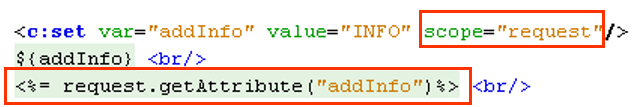 <c:set var="addInfo" value="INFO" scope="request"/>
${addInfo} <br/>
<%= request.getAttribute("addInfo")%> <br/>